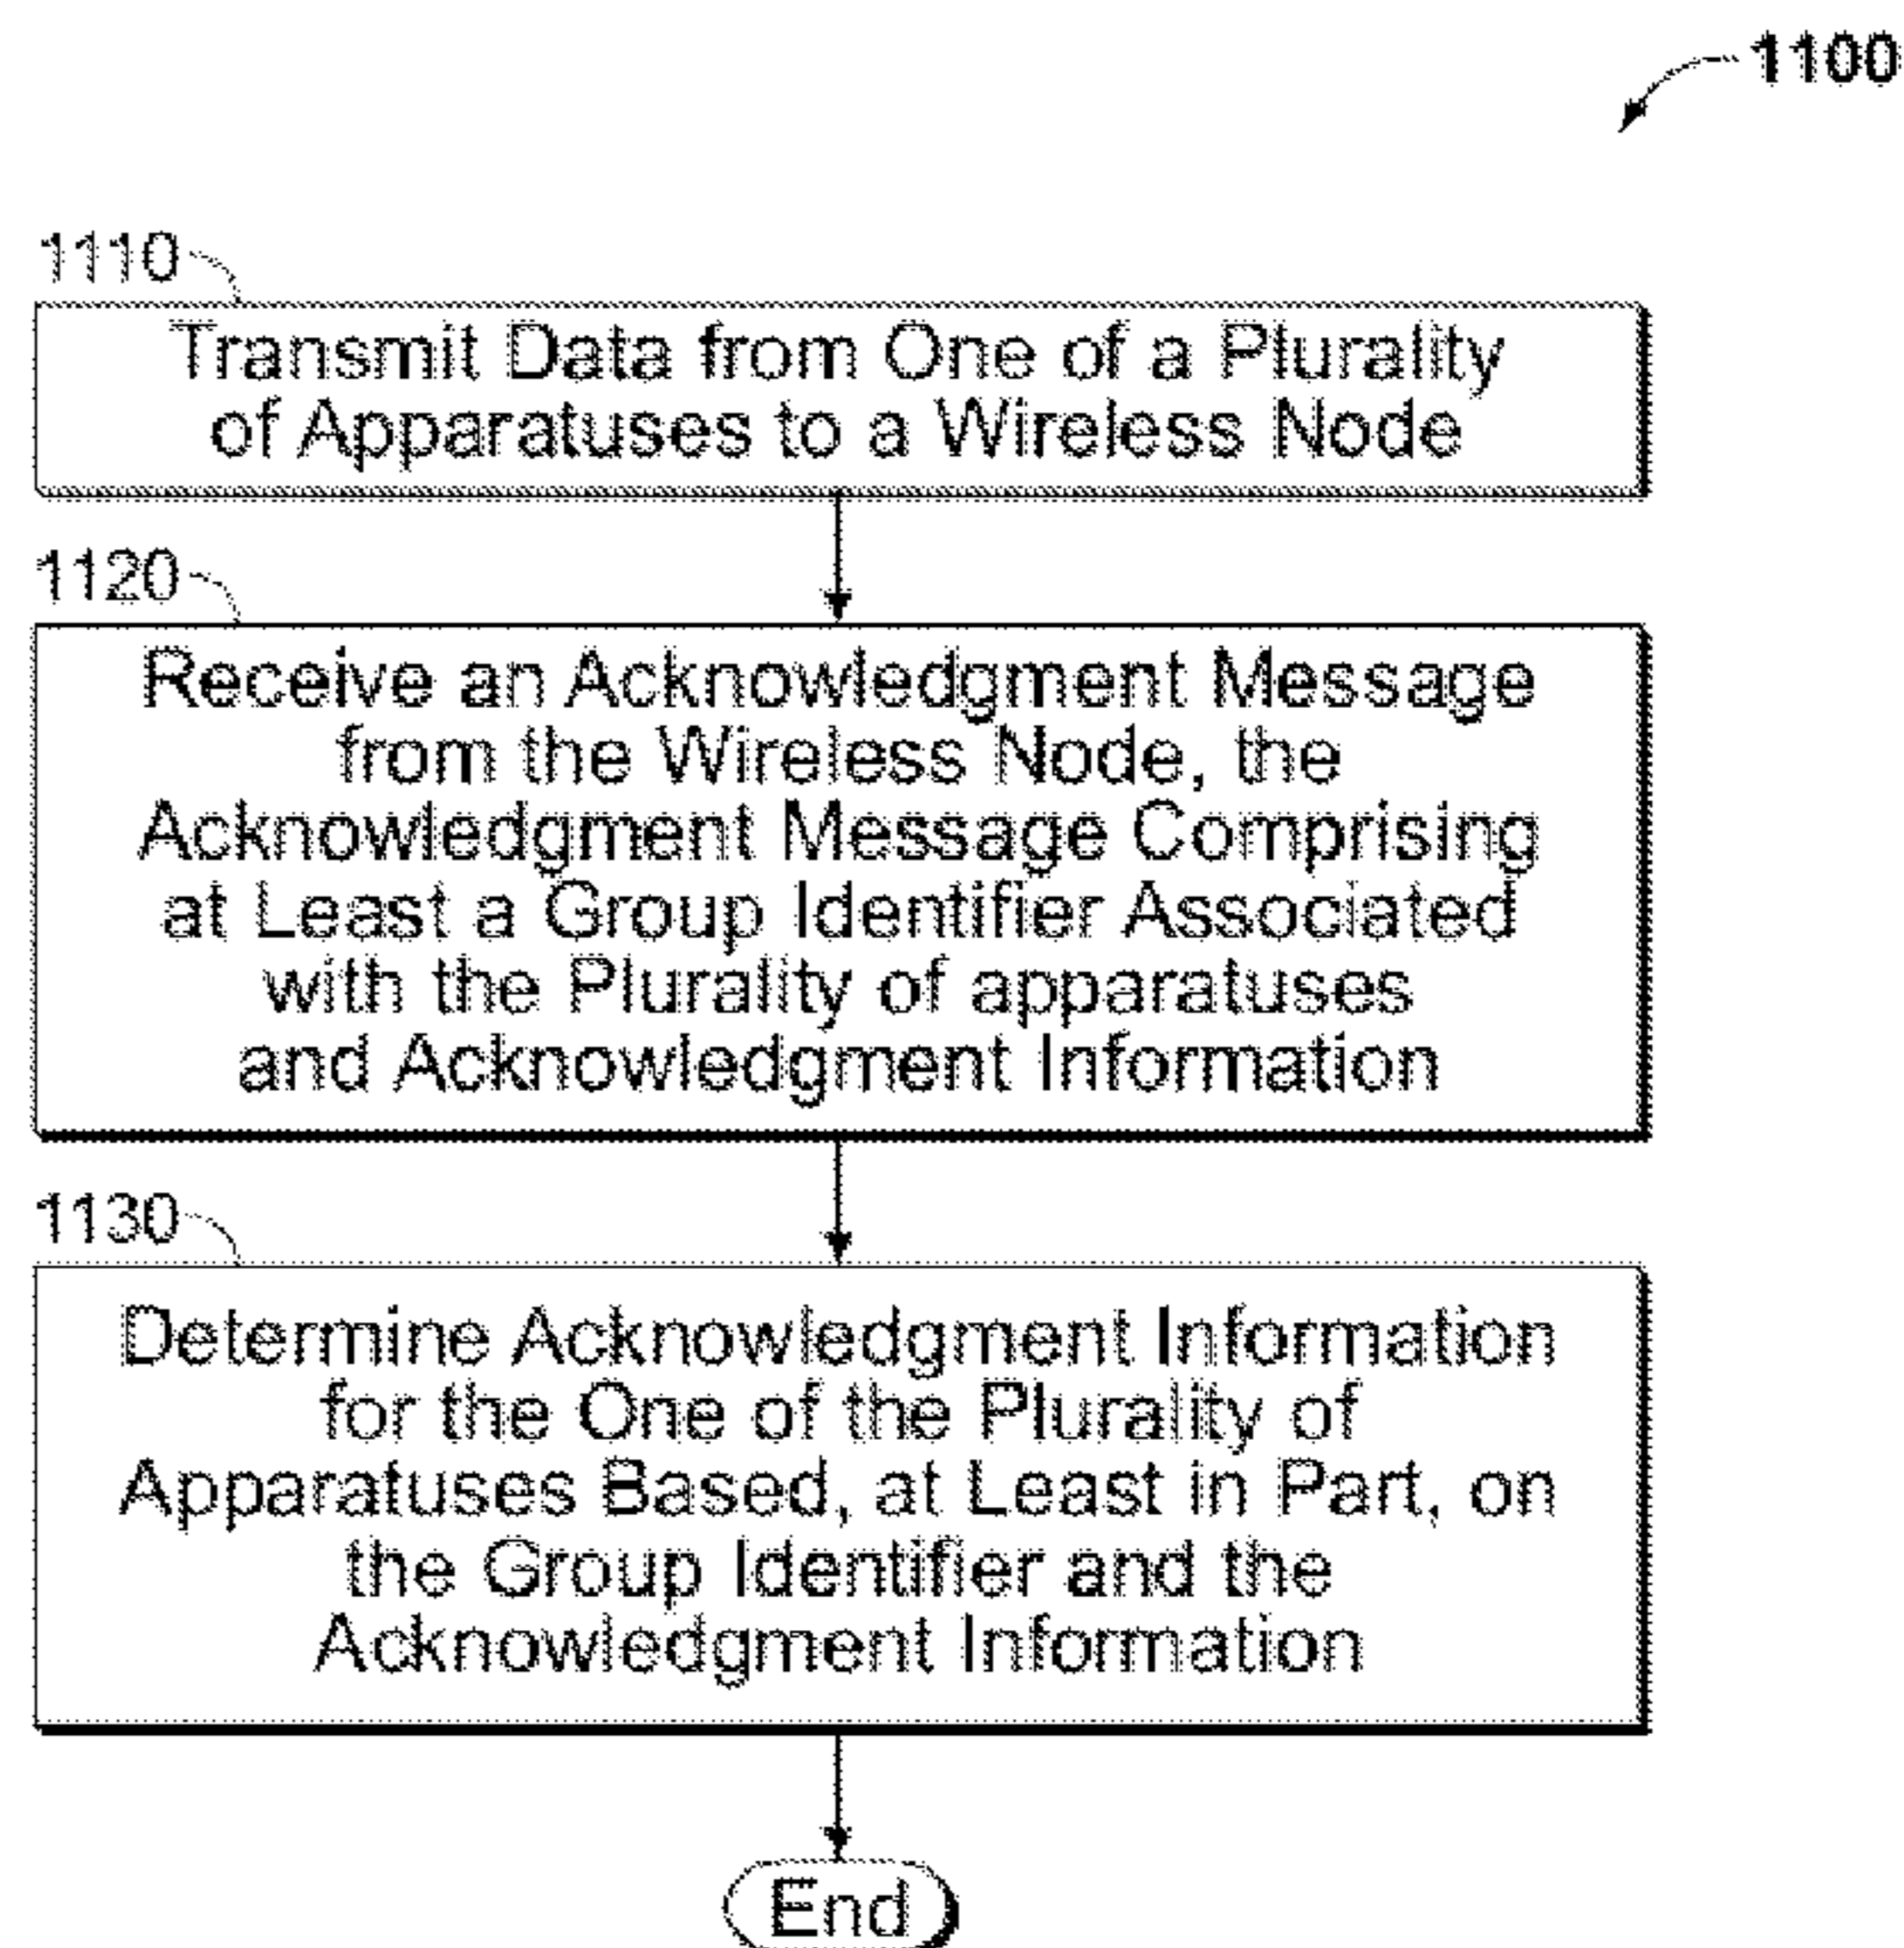 1100
1110
Transmit Data from One of a Plurality
of Apparatuses to a Wireless Node
1120
Receive an Acknowledgment Message
from the Wireless Node, the
Acknowledgment Message Comprising
at Least a Group Identifier Associated
with the Plurality of apparatuses
and Acknowledgment Information
1130
Determine Acknowledgment Information
for the One of the Plurality of
Apparatuses Based, at Least in Part, on
the Group Identifier and the
Acknowledgment Information
End